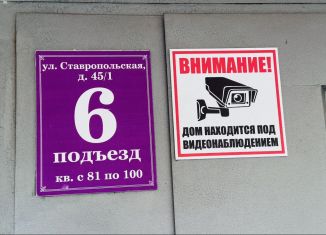 ул. Ставропольская,
д. 45/1
6
подъезд
кв. с 81 по 100
ВНИМАНИЕ!
ДОМ НАХОДИТСЯ ПОД
ВИДЕОНАБЛЮДЕНИЕМ